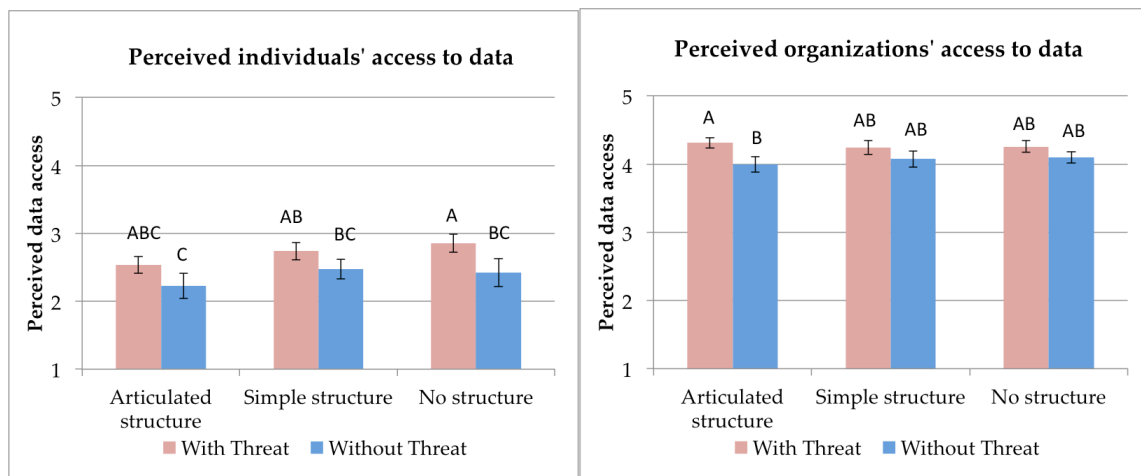 Perceived individuals' access to data
Perceived data access
5
4
3
2
1
ABC
C
AB
BC
A
BC
Articulated structure
Simple structure
No structure
With Threat
Without Threat
Perceived organizations' access to data
Perceived data access
5
4
3
2
1
A
B
AB
AB
AB
AB
Articulated structure
Simple structure
No structure
With Threat
Without Threat